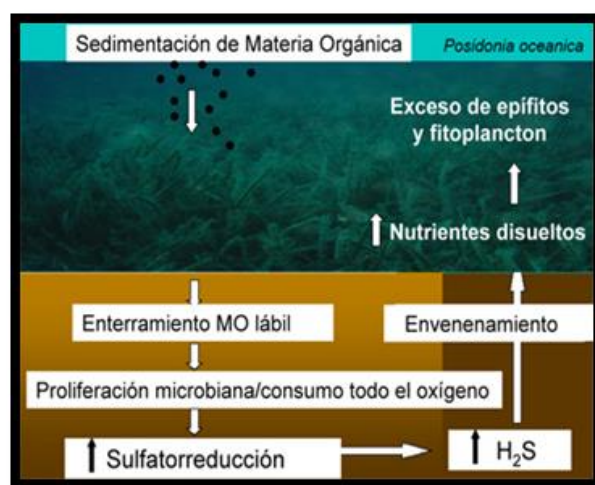 Sedimentación de Materia Orgánica
Posidonia oceanica
Exceso de epífitos
y fitoplancton
Nutrientes disueltos
Enterramiento MO lábil
Envenenamiento
Proliferación microbiana/consumo todo el oxígeno
Sulfatorreducción
H₂S